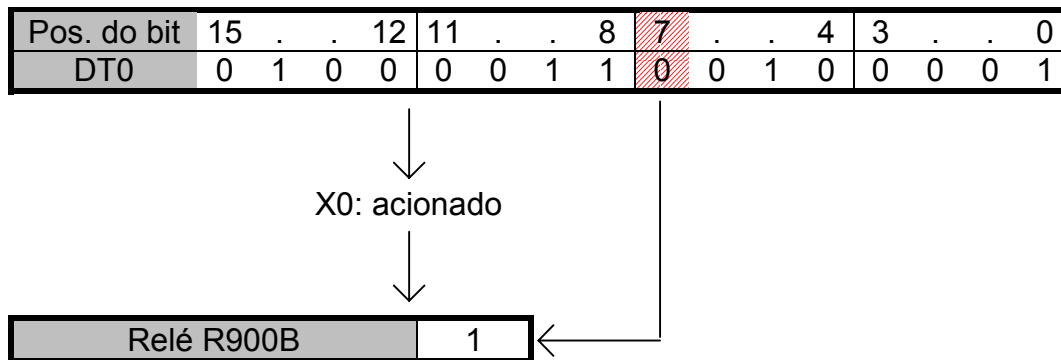 Pos. do bit 15 . . 12 11 . . 8 7 . . 4 3 . . 0
DT0 0 1 0 0 0 0 1 1 0 0 1 0 0 0 0 1
X0: acionado
Relé R900B 1